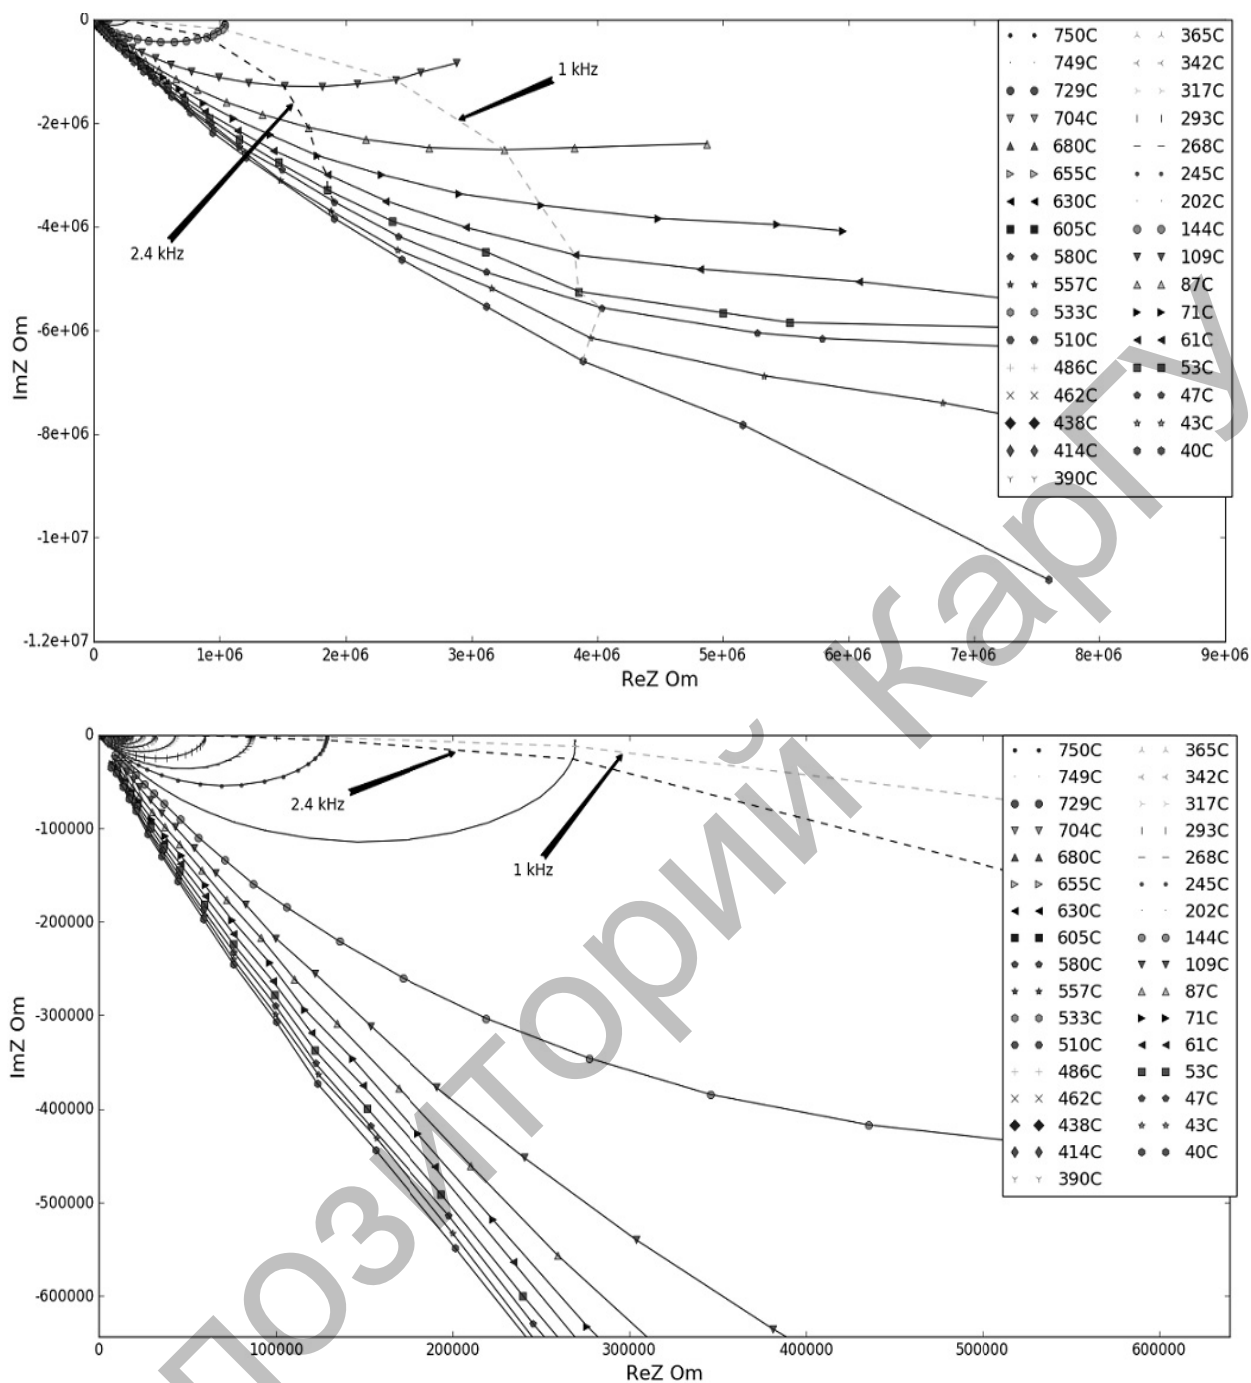 0
-2e+06
-4e+06
-6e+06
-8e+06
-1e+07
-1.2e+07
ImZ Om
0 1e+06 2e+06 3e+06 4e+06 5e+06 6e+06 7e+06 8e+06 9e+06
ReZ Om
1 kHz
2.4 kHz
750C 365C
749C 342C
729C 317C
704C 293C
680C 268C
655C 245C
630C 202C
605C 144C
580C 109C
557C 87C
533C 71C
510C 61C
486C 53C
462C 47C
438C 43C
414C 40C
390C
0
-100000
-200000
-300000
-400000
-500000
-600000
ImZ Om
0 100000 200000 300000 400000 500000 600000
ReZ Om
2.4 kHz
1 kHz
750C 365C
749C 342C
729C 317C
704C 293C
680C 268C
655C 245C
630C 202C
605C 144C
580C 109C
557C 87C
533C 71C
510C 61C
486C 53C
462C 47C
438C 43C
414C 40C
390C
позиторий КарГУ